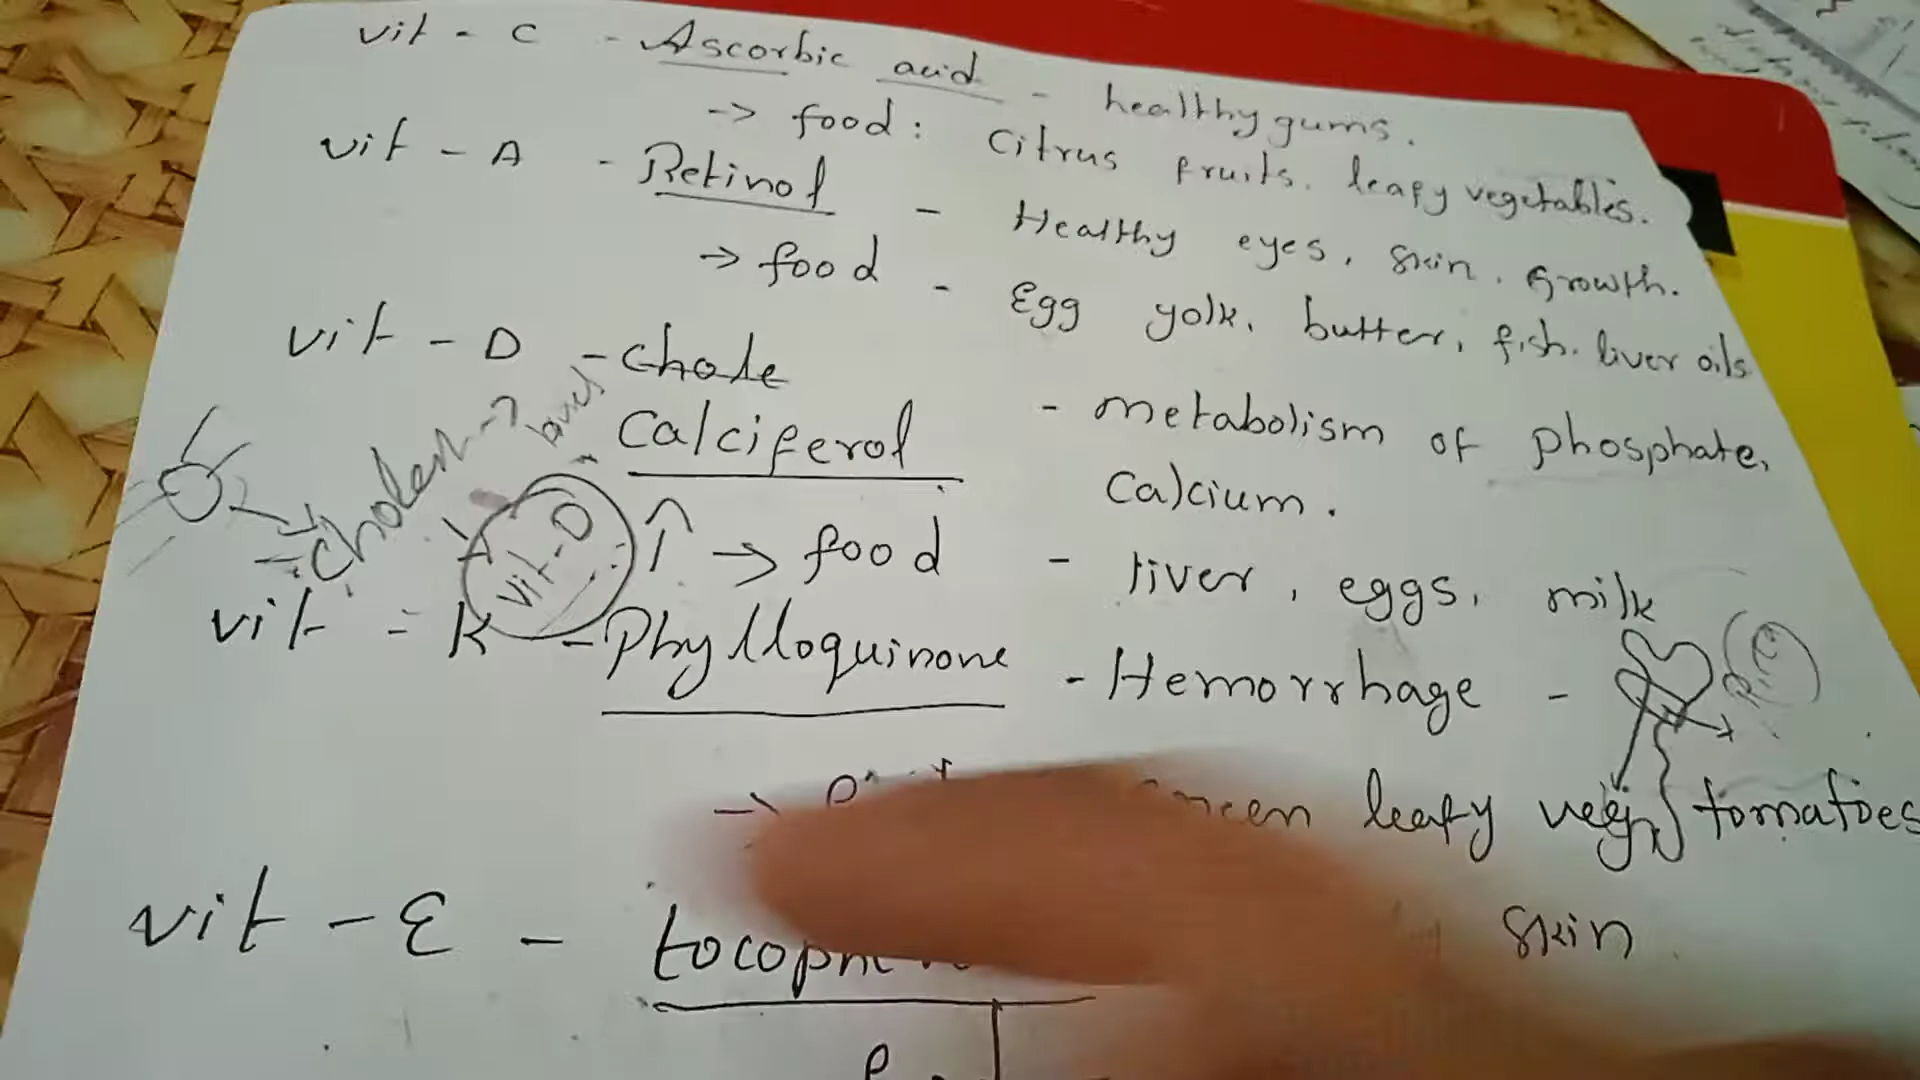 vit - C - Ascorbic acid - healthy gums.
-> food: Citrus fruits. leafy vegetables.
vit - A - Retinol - Healthy eyes, skin, Growth.
-> food - Egg yolk, butter, fish. liver oils
vit - D - Chole
Calciferol - metabolism of phosphate,
Calcium.
vit-D
-> food - liver, eggs, milk
vit - K - Phylloquinone - Hemorrhage -
-> leafy veg, tomatoes
vit - E - skin